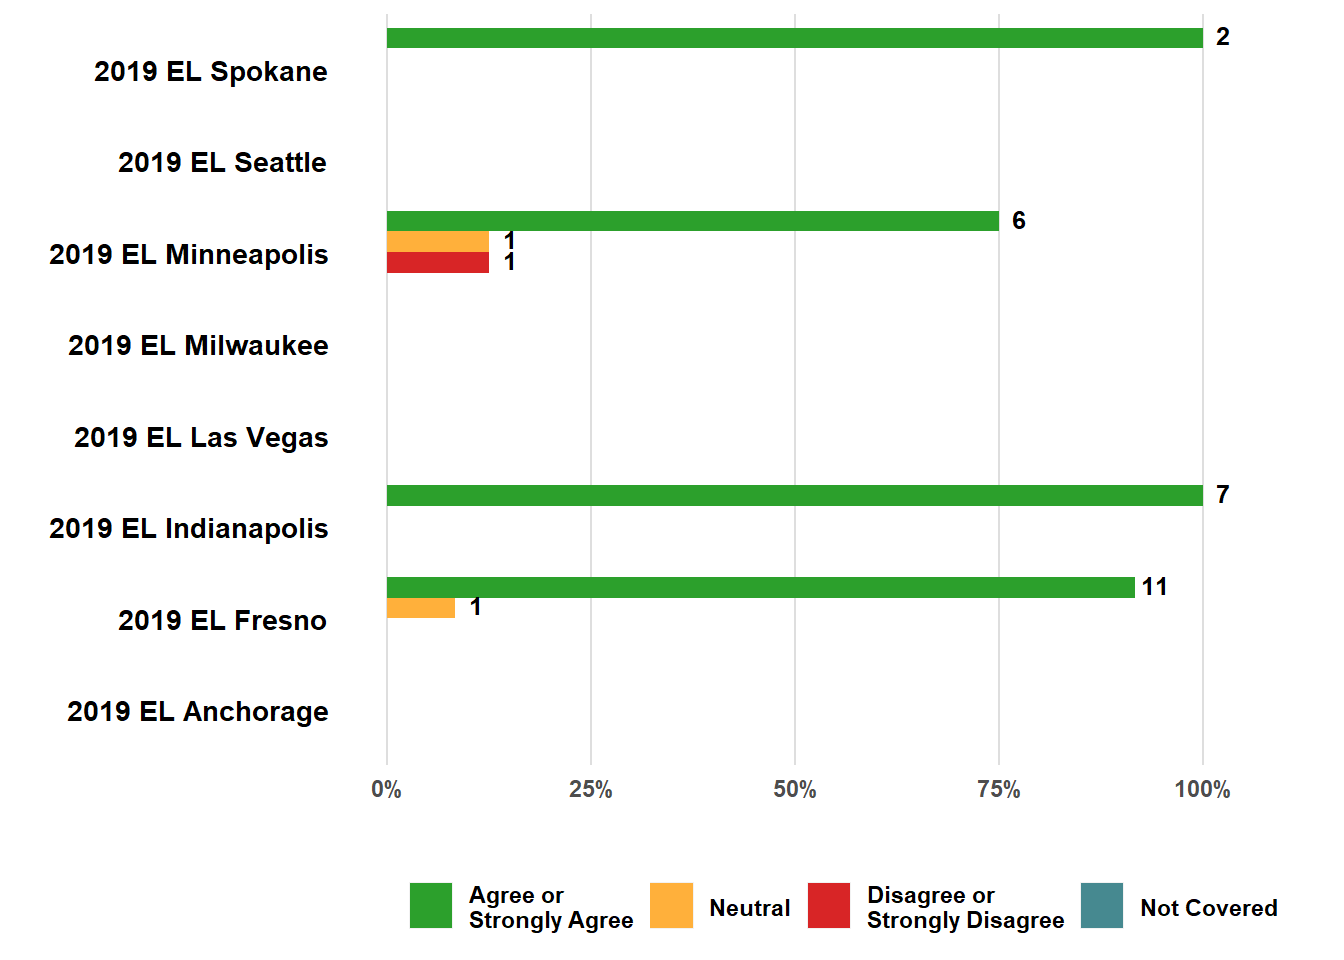 2
2019 EL Spokane
2019 EL Seattle
6
1
2019 EL Minneapolis
1
2019 EL Milwaukee
2019 EL Las Vegas
7
2019 EL Indianapolis
11
1
2019 EL Fresno
2019 EL Anchorage
0% 25% 50% 75% 100%
Agree or
Strongly Agree
Neutral
Disagree or
Strongly Disagree
Not Covered